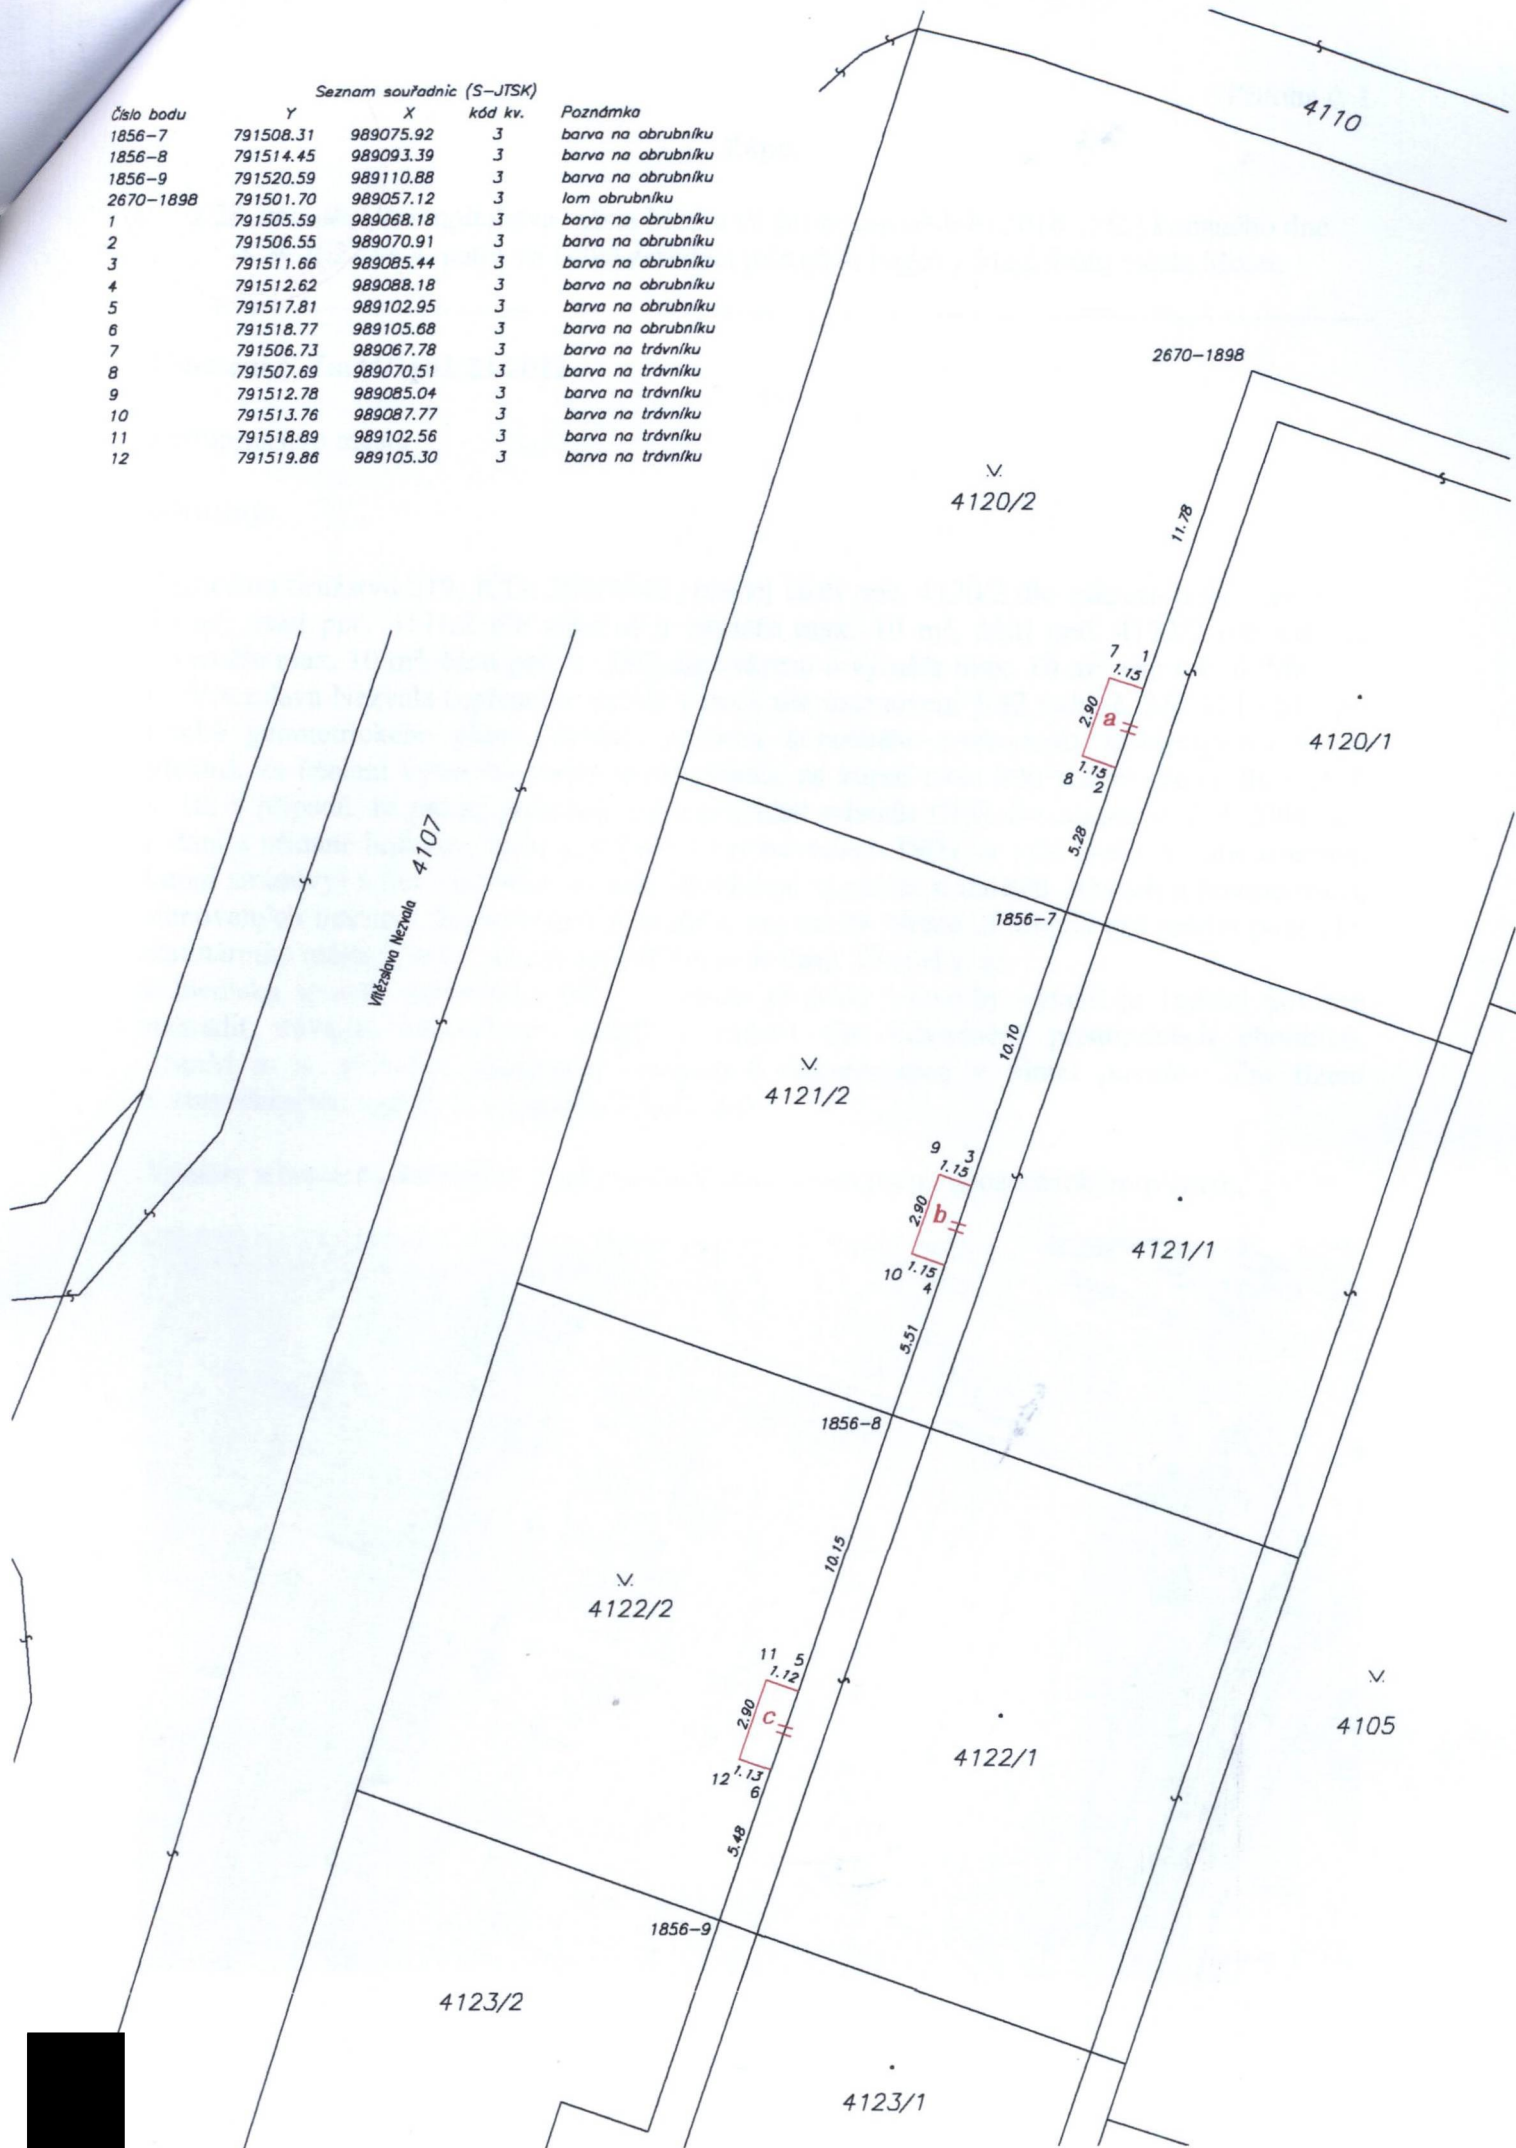 Seznam souřadnic (S-JTSK)
Číslo bodu Y X kód kv. Poznámka
1856-7 791508.31 989075.92 3 barva na obrubníku
1856-8 791514.45 989093.39 3 barva na obrubníku
1856-9 791520.59 989110.88 3 barva na obrubníku
2670-1898 791501.70 989057.12 3 lom obrubníku
1 791505.59 989068.18 3 barva na obrubníku
2 791506.55 989070.91 3 barva na obrubníku
3 791511.66 989085.44 3 barva na obrubníku
4 791512.62 989088.18 3 barva na obrubníku
5 791517.81 989102.95 3 barva na obrubníku
6 791518.77 989105.68 3 barva na obrubníku
7 791506.73 989067.78 3 barva na trávníku
8 791507.69 989070.51 3 barva na trávníku
9 791512.78 989085.04 3 barva na trávníku
10 791513.76 989087.77 3 barva na trávníku
11 791518.89 989102.56 3 barva na trávníku
12 791519.86 989105.30 3 barva na trávníku
4110
2670-1898
4120/2
11.78
7 1
1.15
2.90
a
4120/1
1.15
8 2
5.28
4107
Vítězslava Nezvala
1856-7
10.10
4121/2
9 3
1.15
2.90
b
4121/1
10 1.15
4
5.51
1856-8
10.15
4122/2
11 5
1.12
2.90
c
4105
4122/1
12 1.13
6
5.48
1856-9
4123/2
4123/1